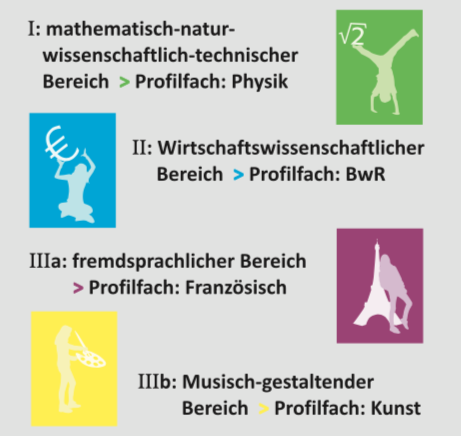 I: mathematisch-natur-
wissenschaftlich-technischer
Bereich > Profilfach: Physik
√2
€
II: Wirtschaftswissenschaftlicher
Bereich > Profilfach: BwR
IIIa: fremdsprachlicher Bereich
> Profilfach: Französisch
IIIb: Musisch-gestaltender
Bereich > Profilfach: Kunst